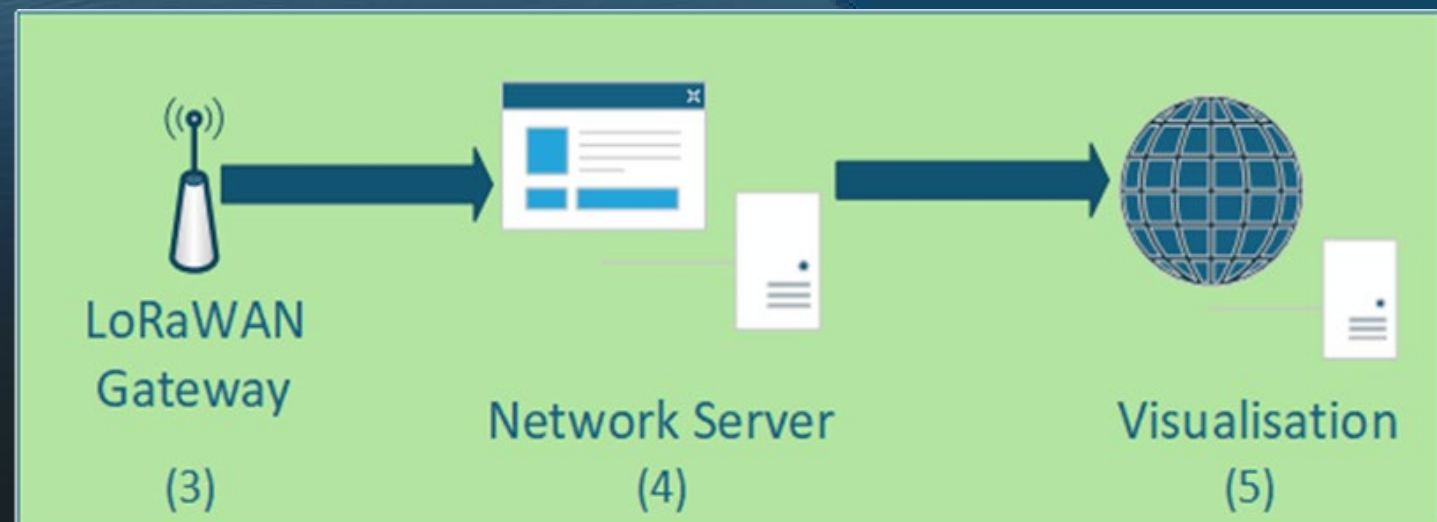 LoRaWAN
Gateway
(3)
Network Server
(4)
Visualisation
(5)